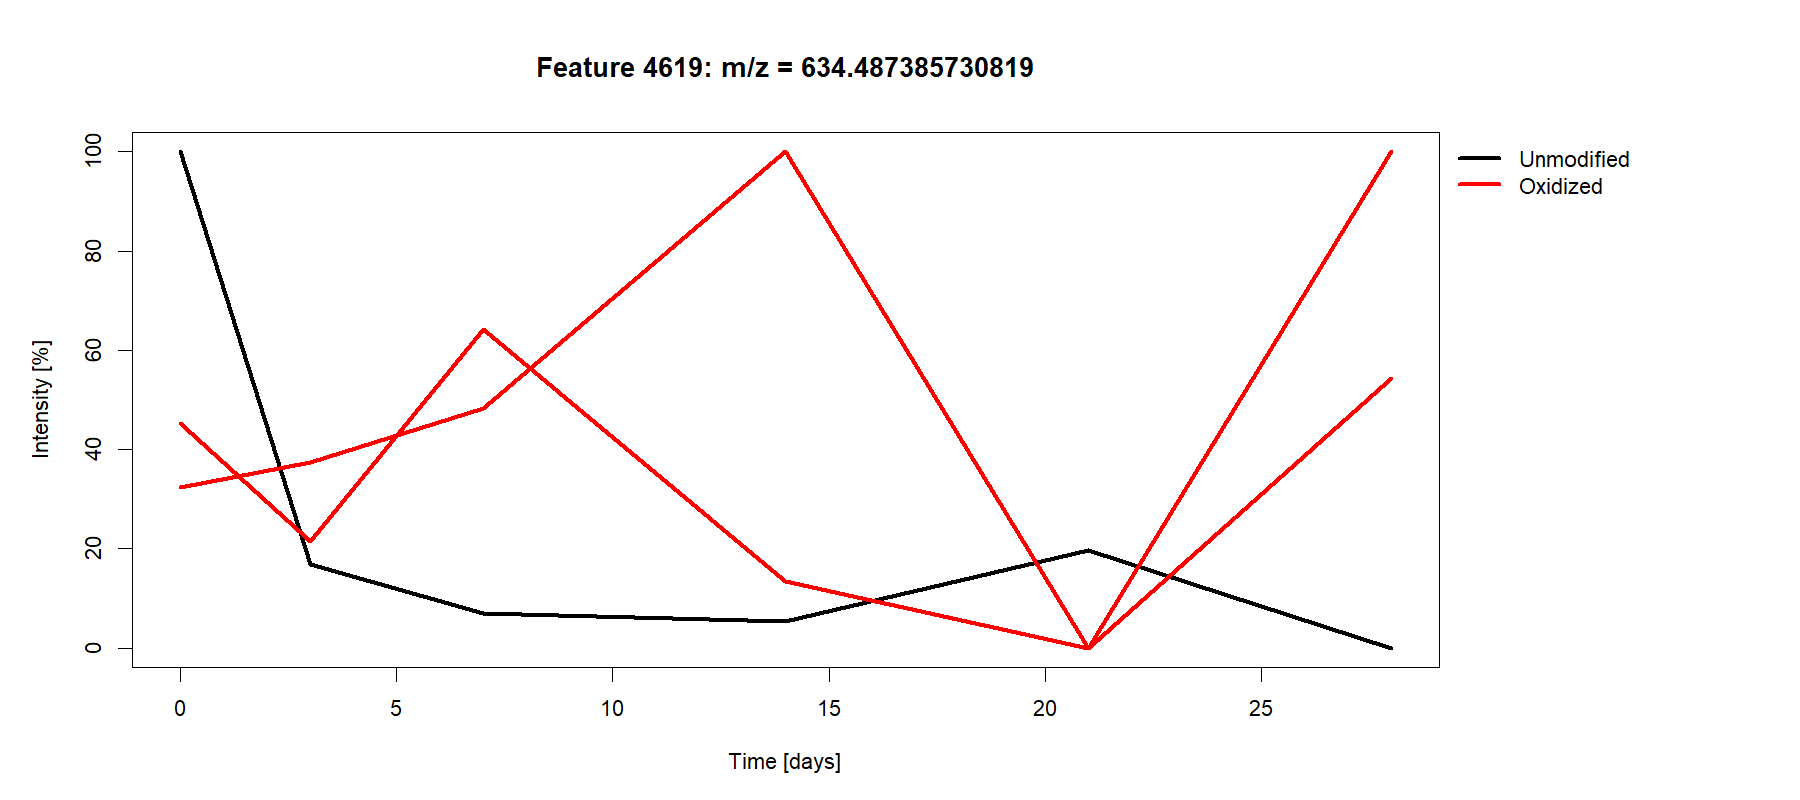 Feature 4619: m/z = 634.487385730819
Unmodified
Oxidized
100
80
60
40
20
0
Intensity [%]
0 5 10 15 20 25
Time [days]